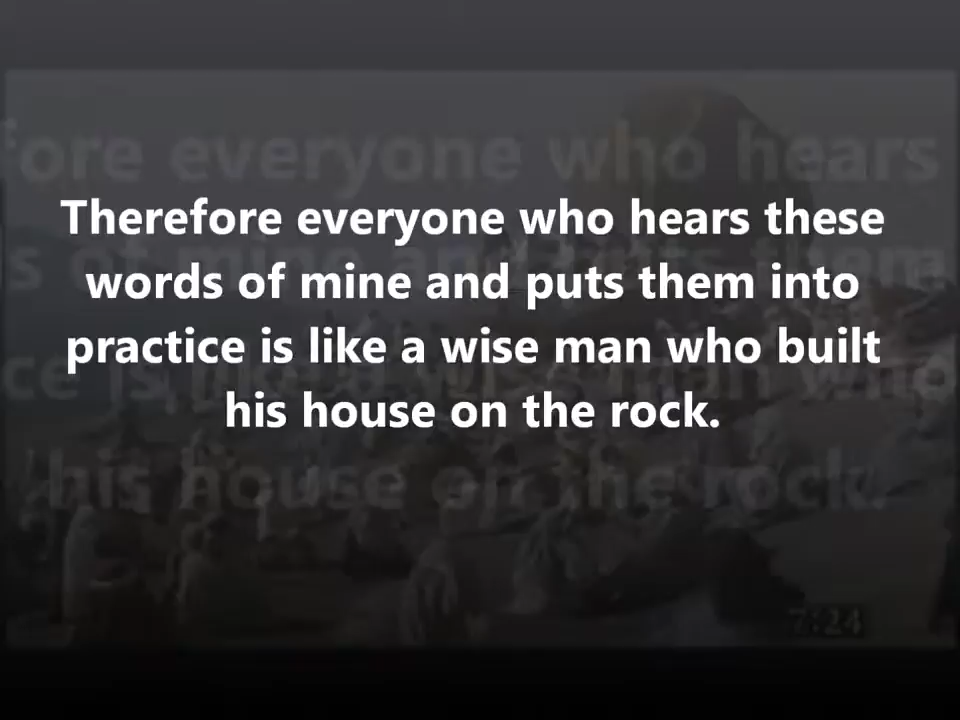 Therefore everyone who hears these
words of mine and puts them into
practice is like a wise man who built
his house on the rock.
7:24